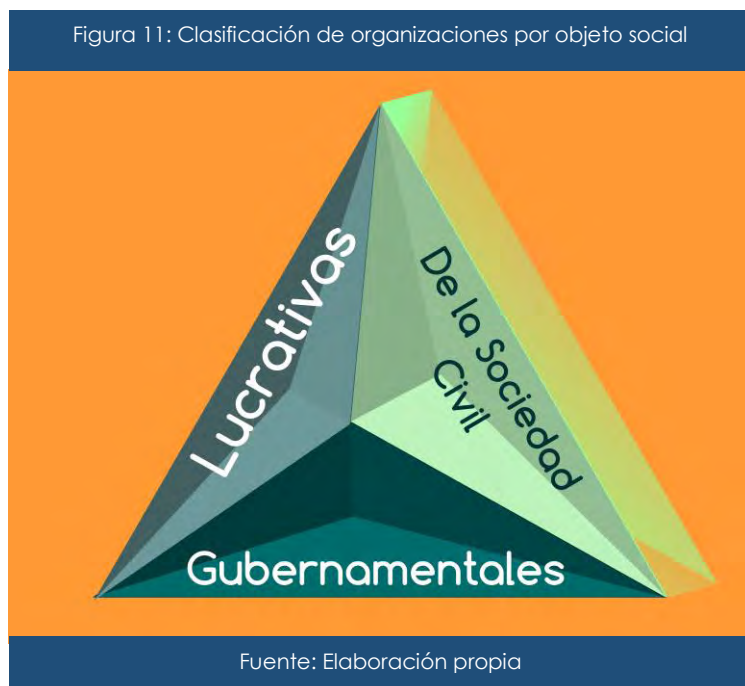 Figura 11: Clasificación de organizaciones por objeto social
Lucrativas
De la Sociedad
Civil
Gubernamentales
Fuente: Elaboración propia